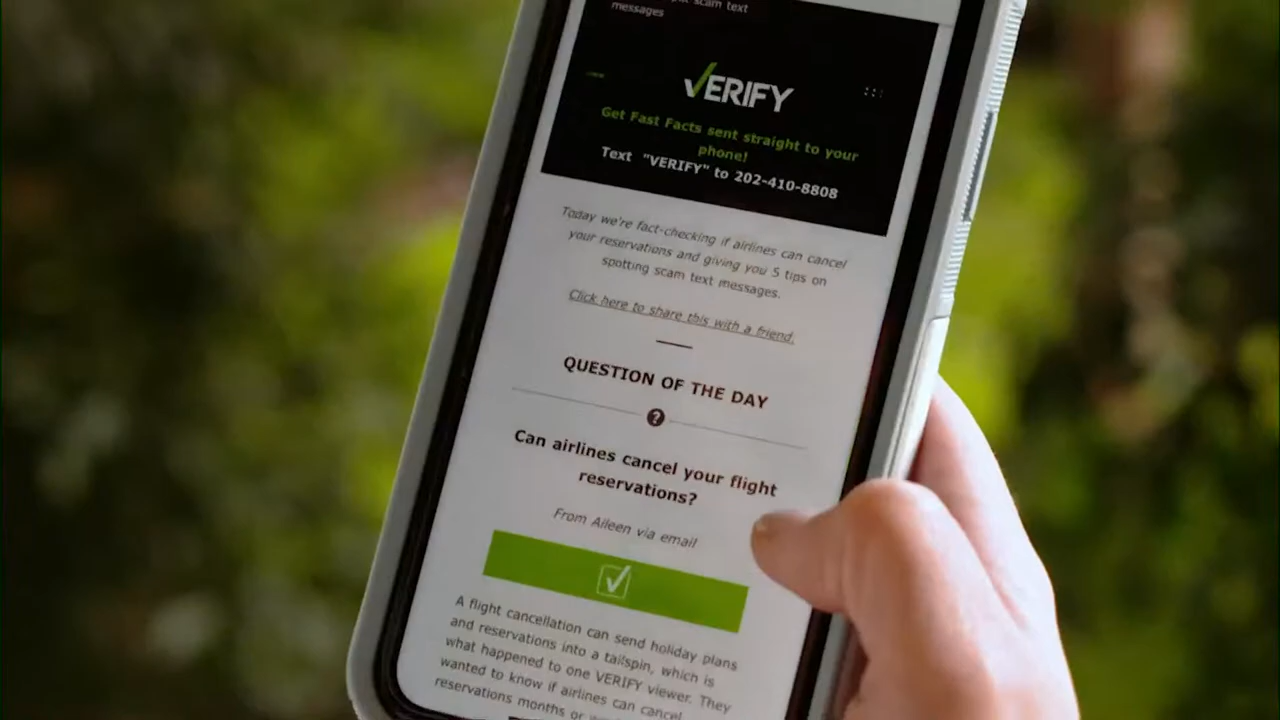 scam text
messages
VERIFY
Get Fast Facts sent straight to your
phone!
Text "VERIFY" to 202-410-8808
Today we're fact-checking if airlines can cancel
your reservations and giving you 5 tips on
spotting scam text messages.
Click here to share this with a friend.
QUESTION OF THE DAY
?
Can airlines cancel your flight
reservations?
From Aileen via email
A flight cancellation can send holiday plans
and reservations into a tailspin, which is
what happened to one VERIFY viewer. They
wanted to know if airlines can cancel
reservations months or